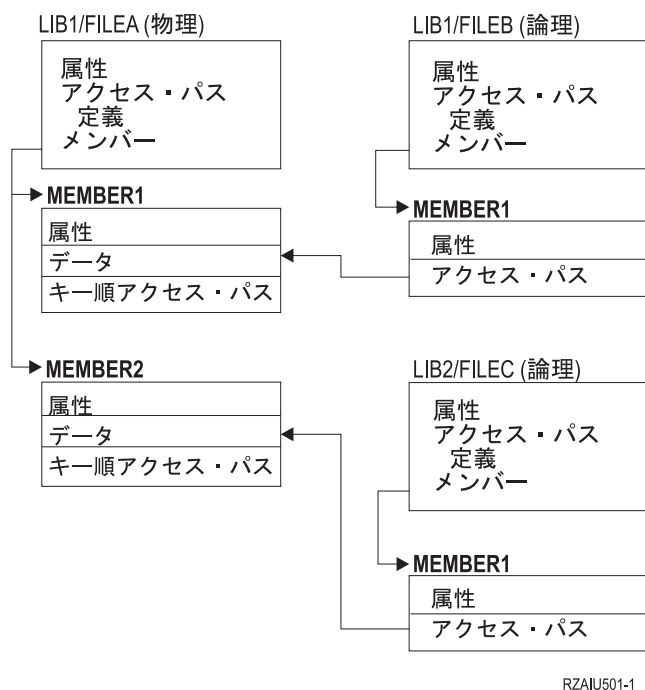 LIB1/FILEA (物理)
属性
アクセス・パス
定義
メンバー
MEMBER1
属性
データ
キー順アクセス・パス
MEMBER2
属性
データ
キー順アクセス・パス
LIB1/FILEB (論理)
属性
アクセス・パス
定義
メンバー
MEMBER1
属性
アクセス・パス
LIB2/FILEC (論理)
属性
アクセス・パス
定義
メンバー
MEMBER1
属性
アクセス・パス
RZAIU501-1